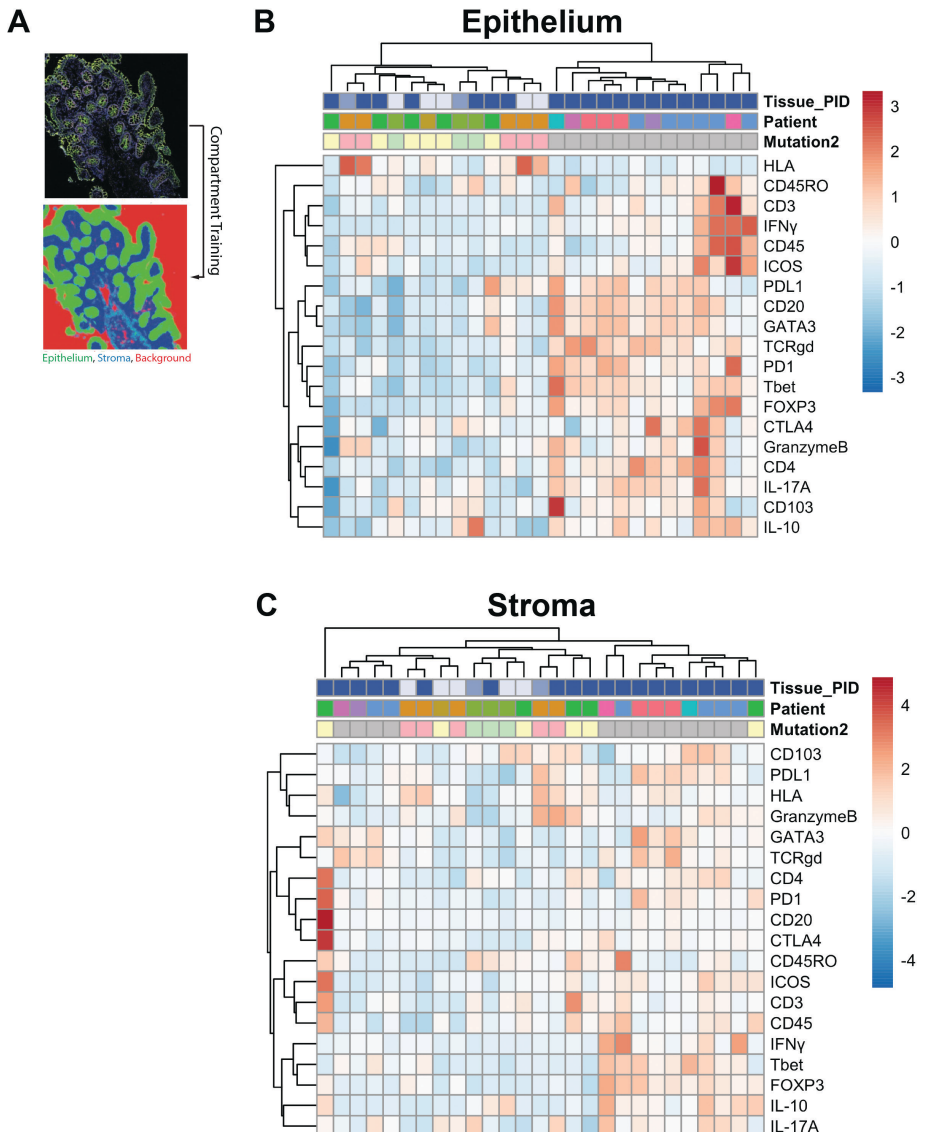 A
Compartment Training
Epithelium, Stroma, Background
B
Epithelium
Tissue_PID
Patient
Mutation2
HLA
CD45RO
CD3
IFNγ
CD45
ICOS
PDL1
CD20
GATA3
TCRgd
PD1
Tbet
FOXP3
CTLA4
GranzymeB
CD4
IL-17A
CD103
IL-10
3
2
1
0
-1
-2
-3
C
Stroma
Tissue_PID
Patient
Mutation2
CD103
PDL1
HLA
GranzymeB
GATA3
TCRgd
CD4
PD1
CD20
CTLA4
CD45RO
ICOS
CD3
CD45
IFNγ
Tbet
FOXP3
IL-10
IL-17A
4
2
0
-2
-4